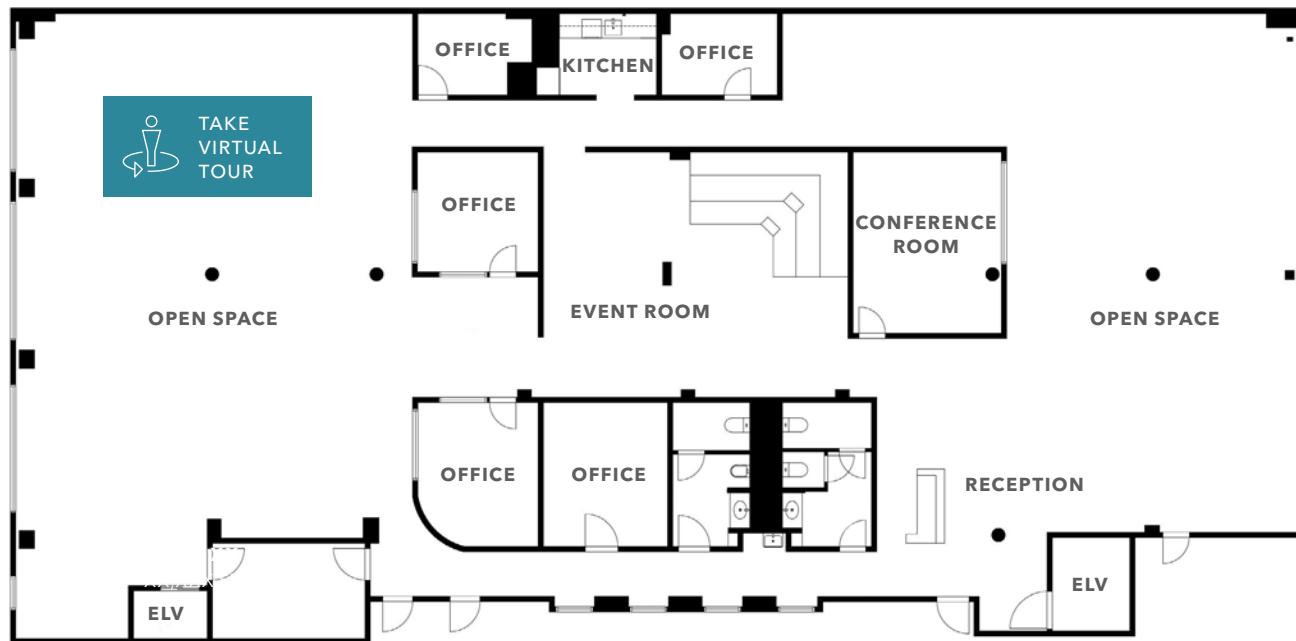 OFFICE
KITCHEN
OFFICE
TAKE
VIRTUAL
TOUR
OFFICE
CONFERENCE
ROOM
OPEN SPACE
EVENT ROOM
OPEN SPACE
OFFICE
OFFICE
RECEPTION
ELV
ELV